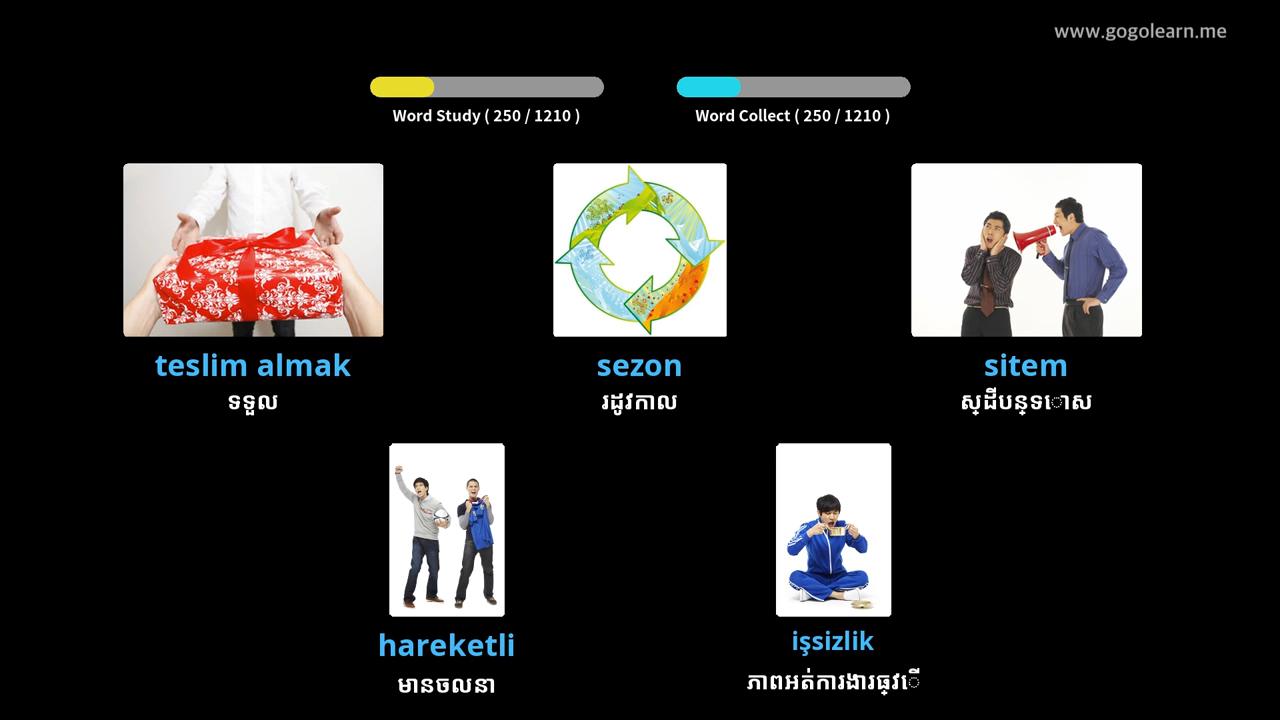 www.gogolearn.me
Word Study ( 250 / 1210 )
Word Collect ( 250 / 1210 )
teslim almak
ទទួល
sezon
រដូវកាល
sitem
ស្ដីបន្ទោស
hareketli
មានចលនា
işsizlik
ភាពអត់ការងារធ្វើ